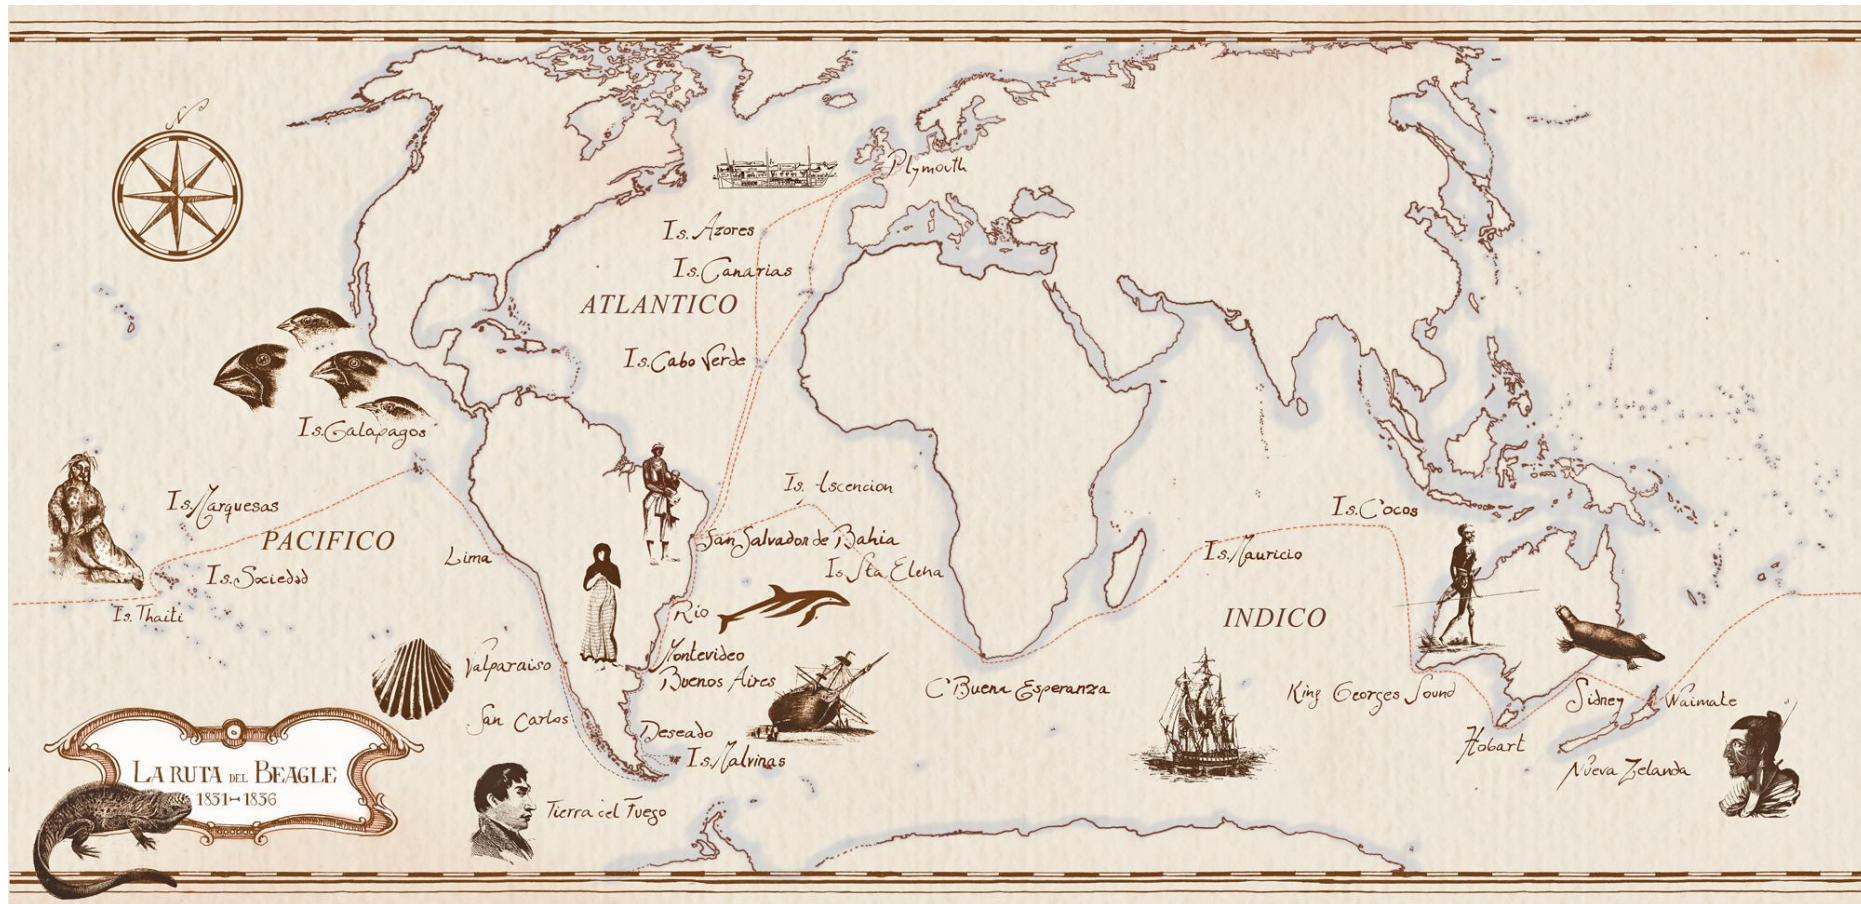 N
Plymouth
Is. Azores
Is. Canarias
ATLANTICO
Is. Cabo Verde
Is. Galapagos
Is. Marquesas
PACIFICO
Is. Sociedad
Is. Thaiti
Lima
Is. Ascencion
San Salvador de Bahia
Is. Sta Elena
Rio
Montevideo
Buenos Aires
Valparaiso
San Carlos
Deseado
Is. Malvinas
Tierra del Fuego
C Buena Esperanza
Is. Cocos
Is. Mauricio
INDICO
King Georges Sound
Hobart
Sidney
Waimate
Nueva Zelanda
LA RUTA DEL BEAGLE
1831-1836